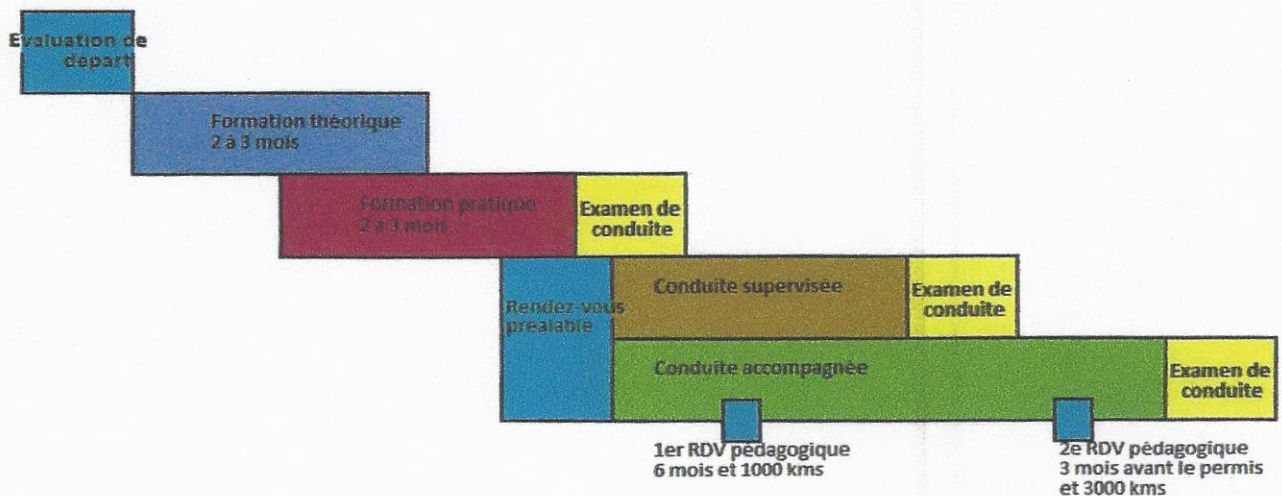 Evaluation de
depart
Formation théorique
2 à 3 mois
Formation pratique
2 à 3 mois
Examen de
conduite
Rendez-vous
préalable
Conduite supervisée
Examen de
conduite
Conduite accompagnée
Examen de
conduite
1er RDV pédagogique
6 mois et 1000 kms
2e RDV pédagogique
3 mois avant le permis
et 3000 kms